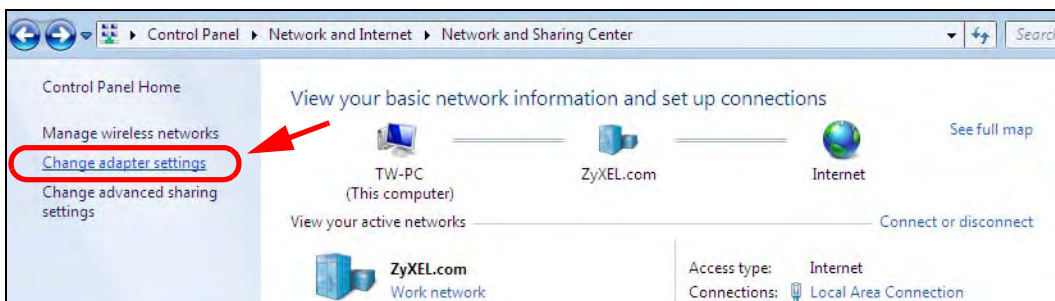 Control Panel Network and Internet Network and Sharing Center
Control Panel Home
Manage wireless networks
Change adapter settings
Change advanced sharing
settings
View your basic network information and set up connections
See full map
TW-PC
(This computer)
ZyXEL.com
Internet
View your active networks
Connect or disconnect
ZyXEL.com
Work network
Access type: Internet
Connections: Local Area Connection